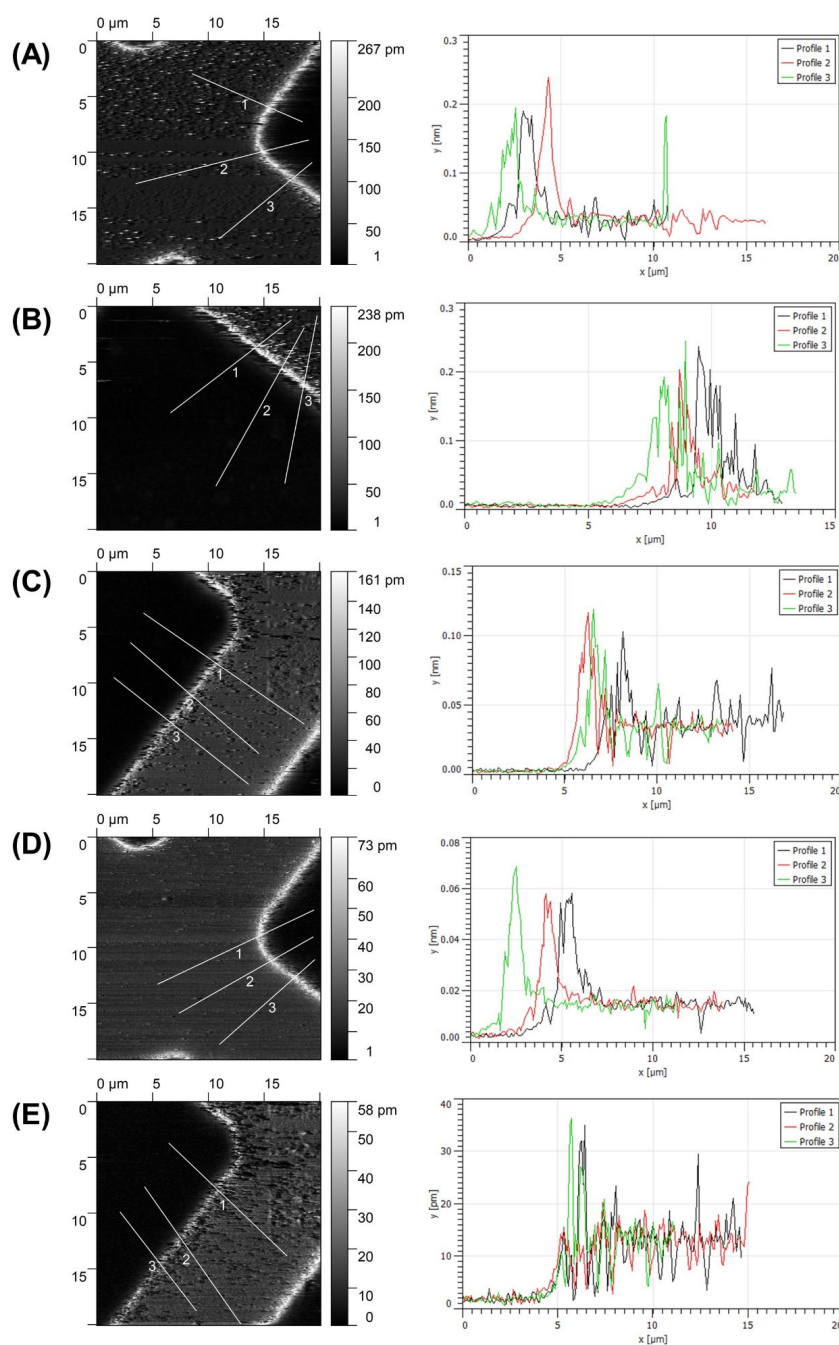 (A)
0 µm 5 10 15
0
5
10
15
1
2
3
267 pm
200
150
100
50
1
Profile 1
Profile 2
Profile 3
y [nm]
0.3
0.2
0.1
0.0
0 5 10 15 20
x [µm]
(B)
0 µm 5 10 15
0
5
10
15
1
2
3
238 pm
200
150
100
50
1
Profile 1
Profile 2
Profile 3
y [nm]
0.3
0.2
0.1
0.0
0 5 10 15
x [µm]
(C)
0 µm 5 10 15
0
5
10
15
1
2
3
161 pm
140
120
100
80
60
40
0
Profile 1
Profile 2
Profile 3
y [nm]
0.15
0.10
0.05
0.00
0 5 10 15 20
x [µm]
(D)
0 µm 5 10 15
0
5
10
15
1
2
3
73 pm
60
50
40
30
20
1
Profile 1
Profile 2
Profile 3
y [nm]
0.08
0.06
0.04
0.02
0.00
0 5 10 15 20
x [µm]
(E)
0 µm 5 10 15
0
5
10
15
1
2
3
58 pm
50
40
30
20
10
0
Profile 1
Profile 2
Profile 3
y [pm]
40
30
20
10
0
0 5 10 15 20
x [µm]